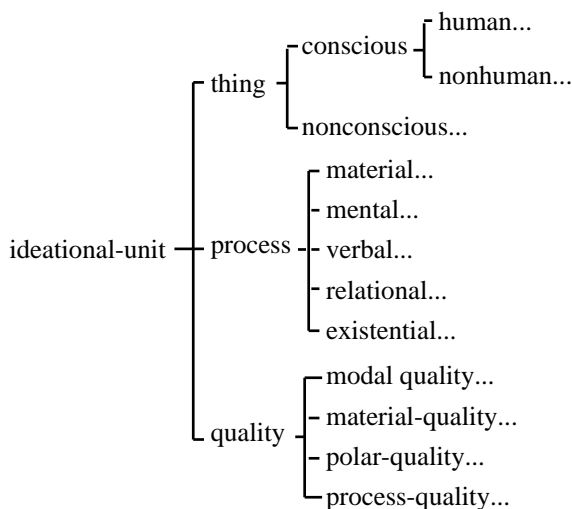 human...
conscious
nonhuman...
thing
nonconscious...
material...
mental...
ideational-unit
process
verbal...
relational...
existential...
modal quality...
quality
material-quality...
polar-quality...
process-quality...